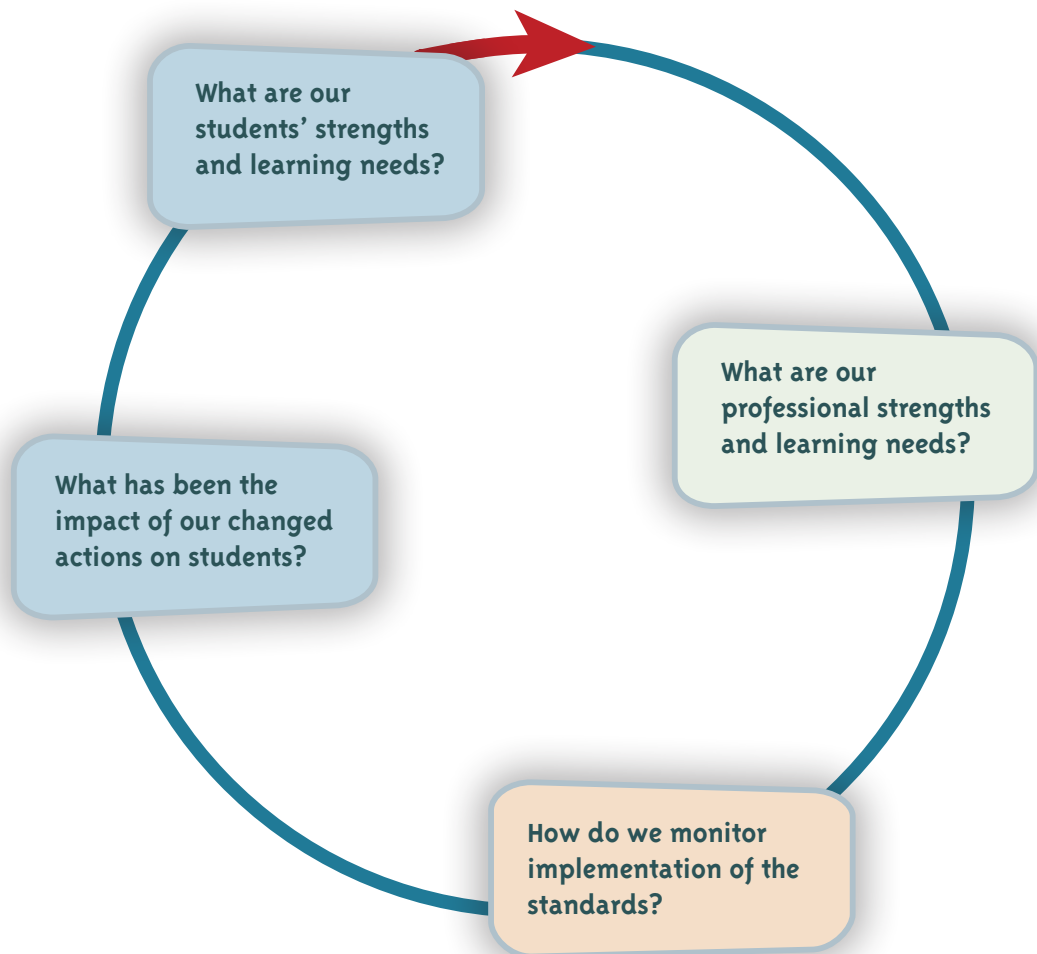 What are our
students’ strengths
and learning needs?
What are our
professional strengths
and learning needs?
What has been the
impact of our changed
actions on students?
How do we monitor
implementation of the
standards?